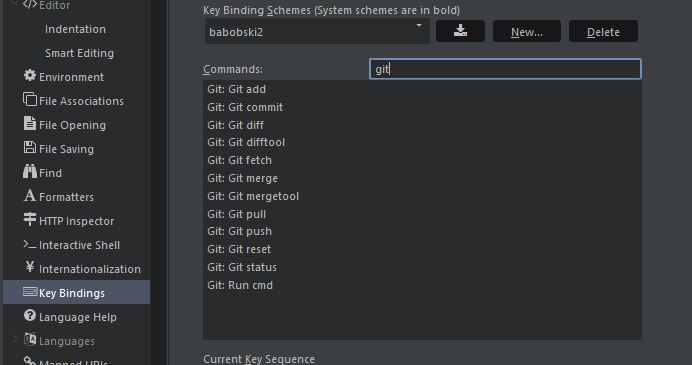 Editor
Indentation
Smart Editing
Environment
File Associations
File Opening
File Saving
Find
Formatters
HTTP Inspector
Interactive Shell
Internationalization
Key Bindings
Language Help
Languages
Mapped URIs
Key Binding Schemes (System schemes are in bold)
babobski2
New...
Delete
Commands:
git
Git: Git add
Git: Git commit
Git: Git diff
Git: Git difftool
Git: Git fetch
Git: Git merge
Git: Git mergetool
Git: Git pull
Git: Git push
Git: Git reset
Git: Git status
Git: Run cmd
Current Key Sequence